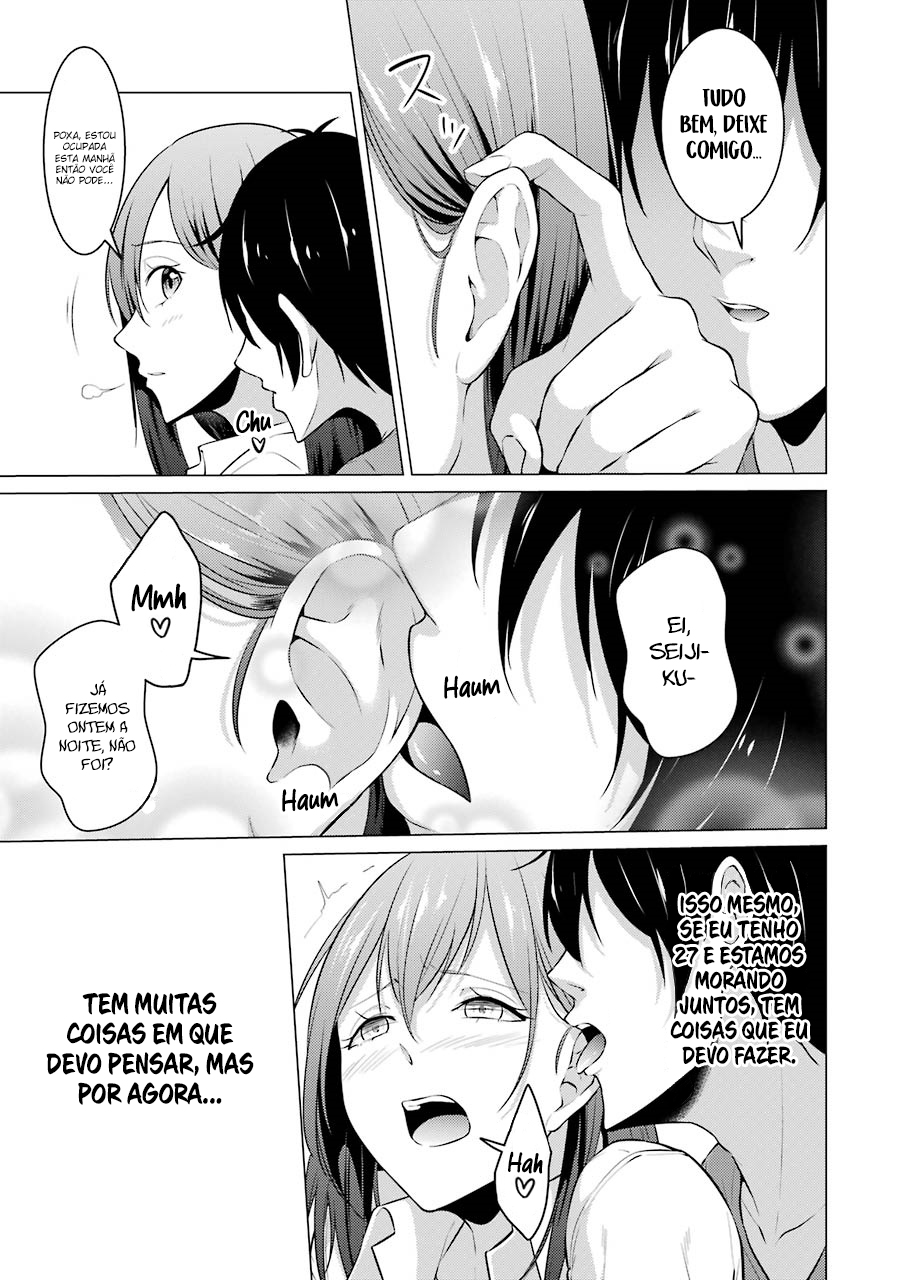 TUDO
BEM, DEIXE
COMIGO...
ス
POXA, ESTOU
OCUPADA
ESTA MANHÃ
ENTÃO VOCÊ
NÃO PODE...
Chu
EI,
SEIJI-
KU-
Haum
Mmh
JÁ
FIZEMOS
ONTEM A
NOITE, NÃO
FOI?
Haum
ISSO MESMO,
SE EU TENHO
27 E ESTAMOS
MORANDO
JUNTOS, TEM
COISAS QUE EU
DEVO FAZER.
Hah
TEM MUITAS
COISAS EM QUE
DEVO PENSAR, MAS
POR AGORA...